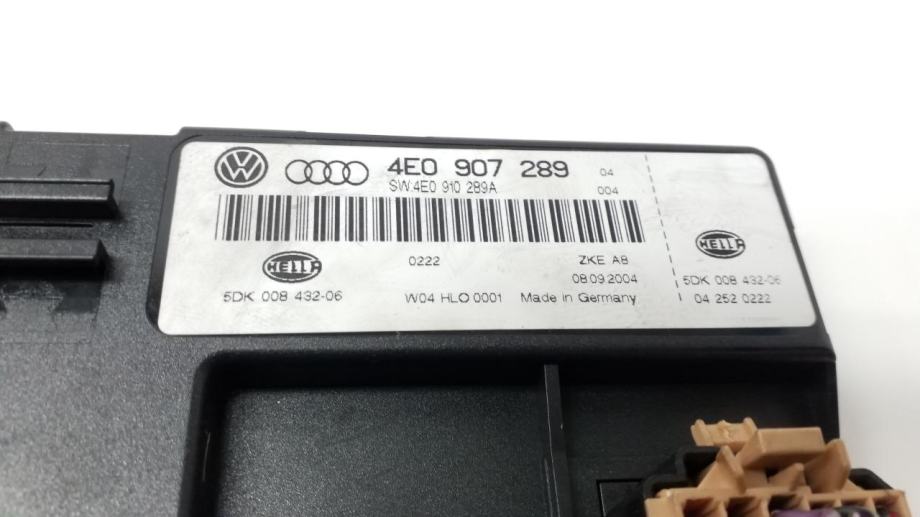 4E0 907 289 04
SW:4E0 910 289A 004
HELLA 0222 ZKE A8
08.09.2004
5DK 008 432-06 W04 HLO 0001 Made in Germany
HELLA
5DK 008 432-06
04 252 0222